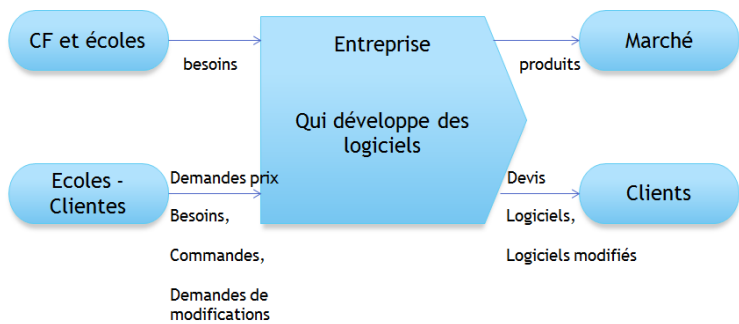 CF et écoles
besoins
Entreprise
Qui développe des
logiciels
produits
Marché
Ecoles -
Clientes
Demandes prix
Besoins,
Commandes,
Demandes de
modifications
Devis
Logiciels,
Logiciels modifiés
Clients